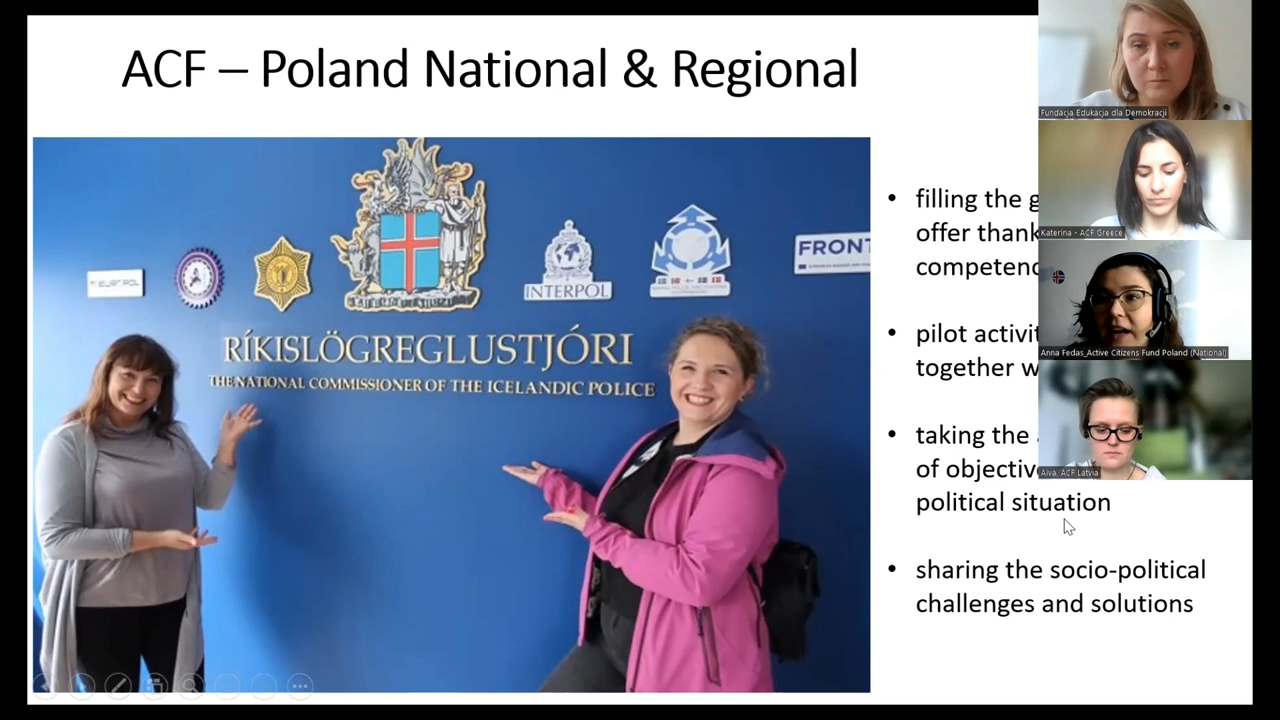 ACF – Poland National & Regional
INTERPOL
FRONT
RÍKISLÖGREGLUSTJÓRI
THE NATIONAL COMMISSIONER OF THE ICELANDIC POLICE
• filling the g
offer thank
competenc
• pilot activit
together w
• taking the
of objectiv
political situation
• sharing the socio-political
challenges and solutions
Fundacja Edukacja dla Demokracji
Katerina - ACF Greece
Anna Fedas_Active Citizens Fund Poland (National)
Aiva, ACF Latvia